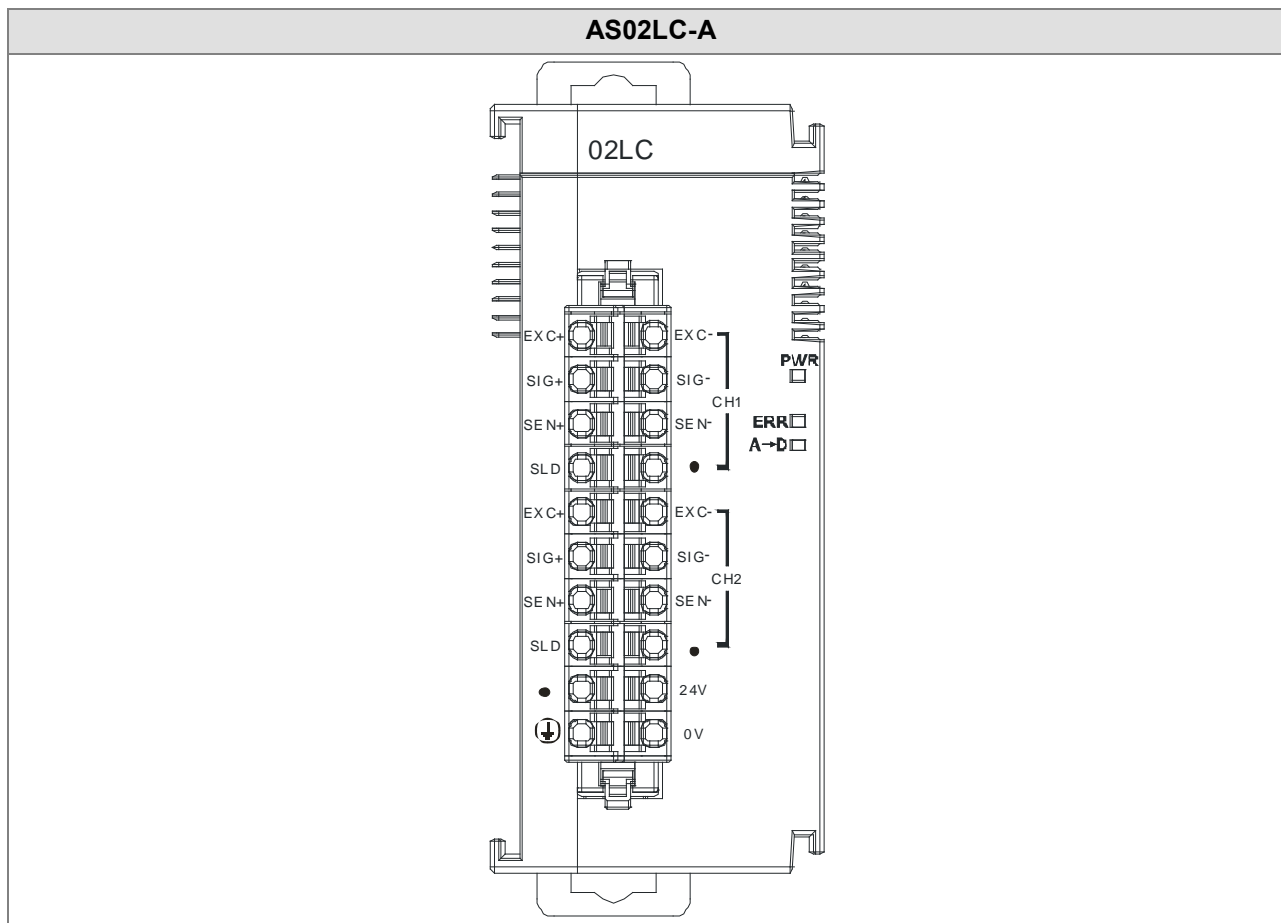 AS02LC-A
02LC
EXC+ EXC-
PWR
SIG+ SIG-
CH1
SEN+ SEN- ERR
A→D
SLD •
EXC+ EXC-
SIG+ SIG-
CH2
SEN+ SEN-
SLD •
• 24V
0V